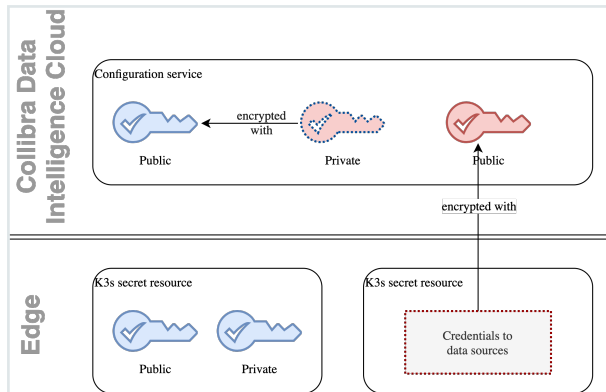 Collibra Data
Intelligence Cloud
Configuration service
encrypted
with
Public
Private
Public
encrypted with
Edge
K3s secret resource
Public
Private
K3s secret resource
Credentials to
data sources